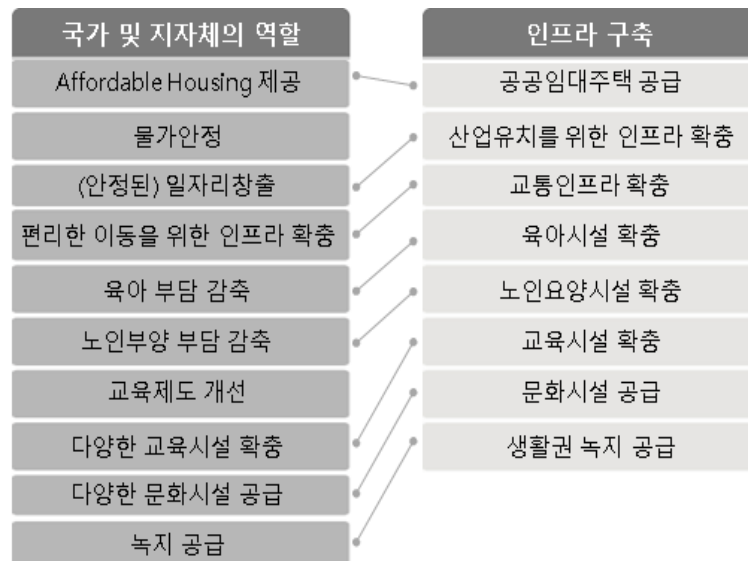 국가 및 지자체의 역할
Affordable Housing 제공
물가안정
(안정된) 일자리창출
편리한 이동을 위한 인프라 확충
육아 부담 감축
노인부양 부담 감축
교육제도 개선
다양한 교육시설 확충
다양한 문화시설 공급
녹지 공급
인프라 구축
공공임대주택 공급
산업유치를 위한 인프라 확충
교통인프라 확충
육아시설 확충
노인요양시설 확충
교육시설 확충
문화시설 공급
생활권 녹지 공급